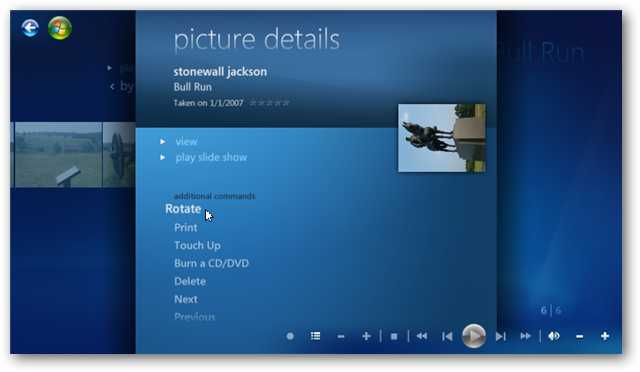 picture details
Bull Run
stonewall jackson
Bull Run
Taken on 1/1/2007
‹ by
view
play slide show
additional commands
Rotate
Print
Touch Up
Burn a CD/DVD
Delete
Next
Previous
6 | 6